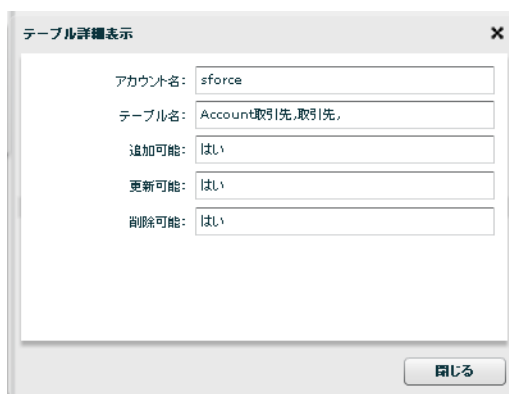 テーブル詳細表示
アカウント名: sforce
テーブル名: Account取引先,取引先,
追加可能: はい
更新可能: はい
削除可能: はい
閉じる